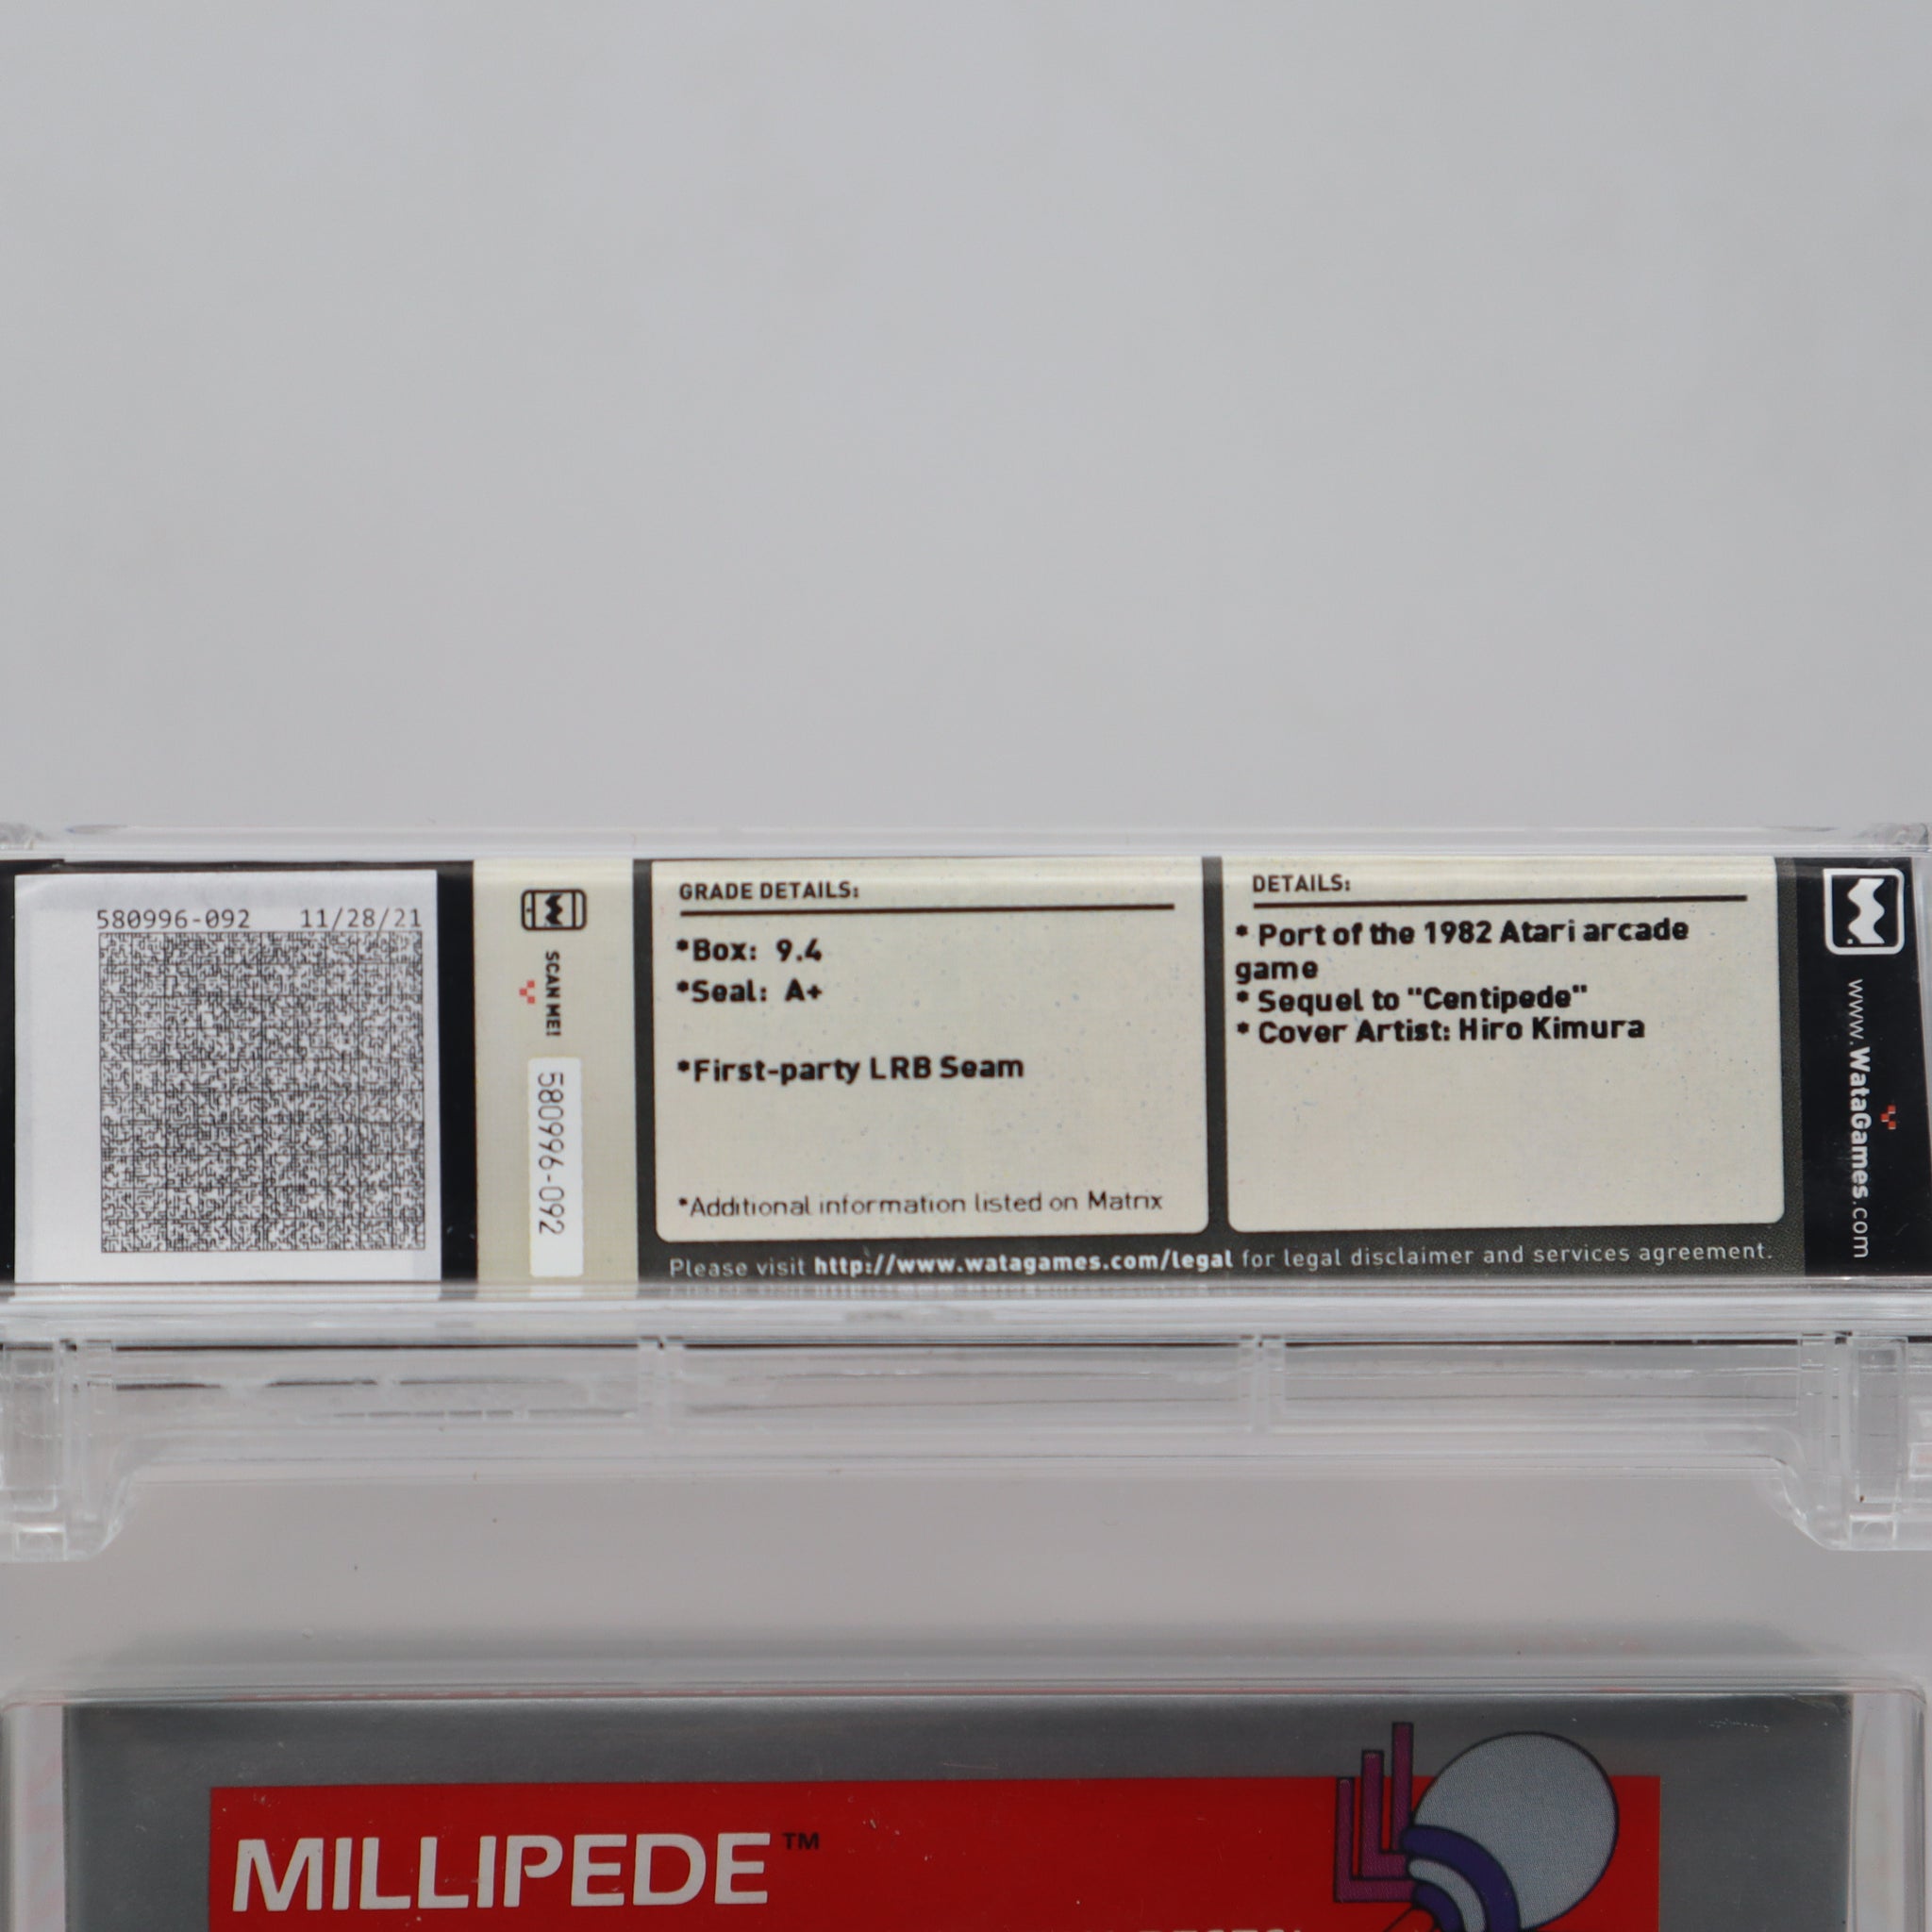 580996-092 11/28/21
SCAN ME!
580996-092
GRADE DETAILS:
*Box: 9.4
*Seal: A+
*First-party LRB Seam
*Additional information listed on Matrix
DETAILS:
* Port of the 1982 Atari arcade
game
* Sequel to "Centipede"
* Cover Artist: Hiro Kimura
Please visit http://www.watagames.com/legal for legal disclaimer and services agreement.
www.WataGames.com
MILLIPEDE™